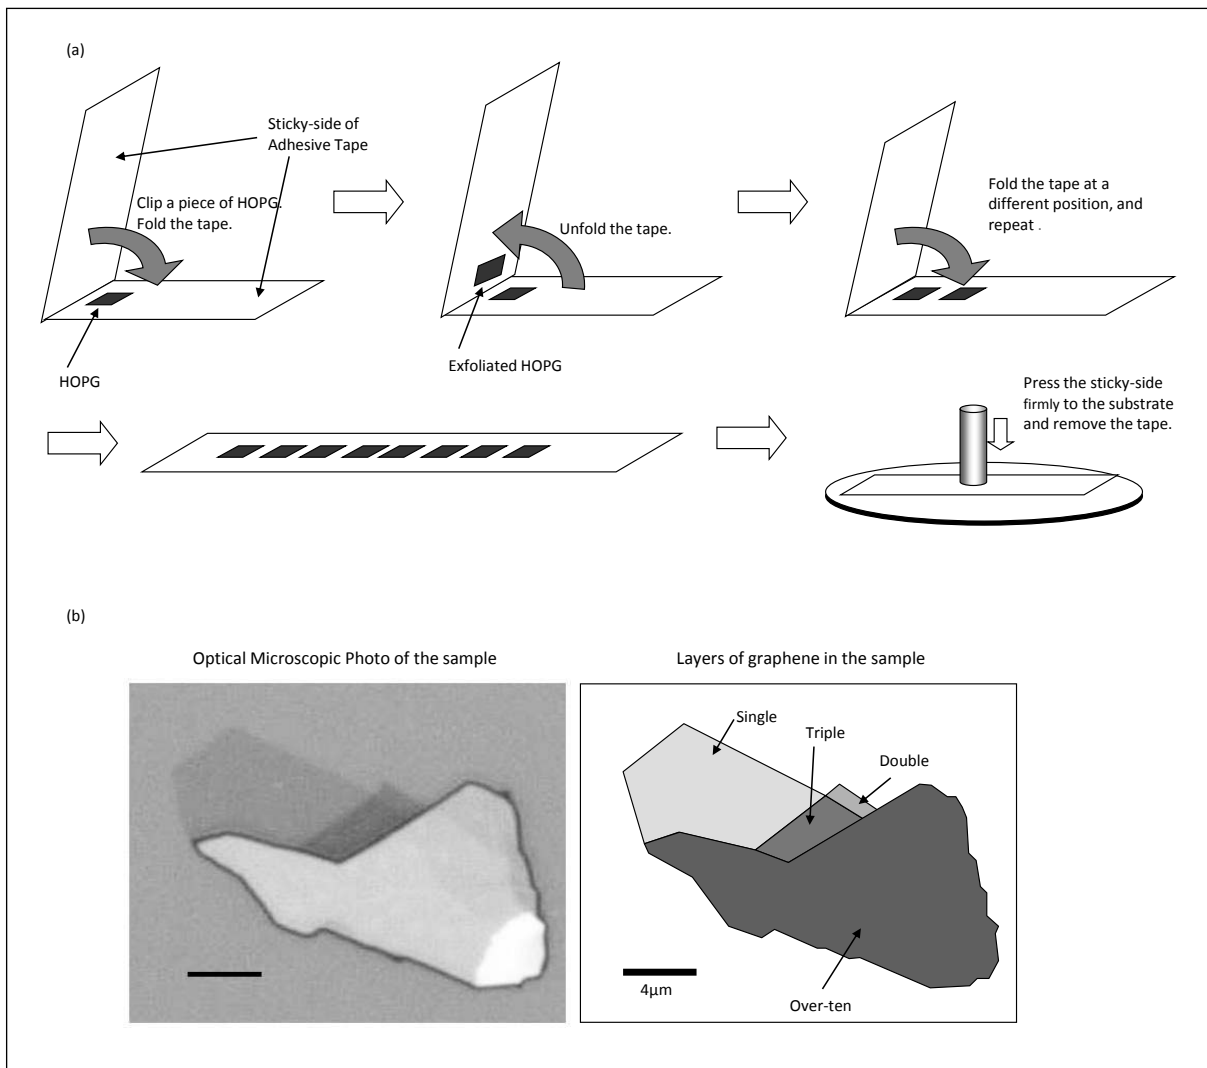 (a)
Sticky-side of
Adhesive Tape
Clip a piece of HOPG.
Fold the tape.
HOPG
Unfold the tape.
Exfoliated HOPG
Fold the tape at a
different position, and
repeat .
Press the sticky-side
firmly to the substrate
and remove the tape.
(b)
Optical Microscopic Photo of the sample
Layers of graphene in the sample
Single
Triple
Double
4μm
Over-ten